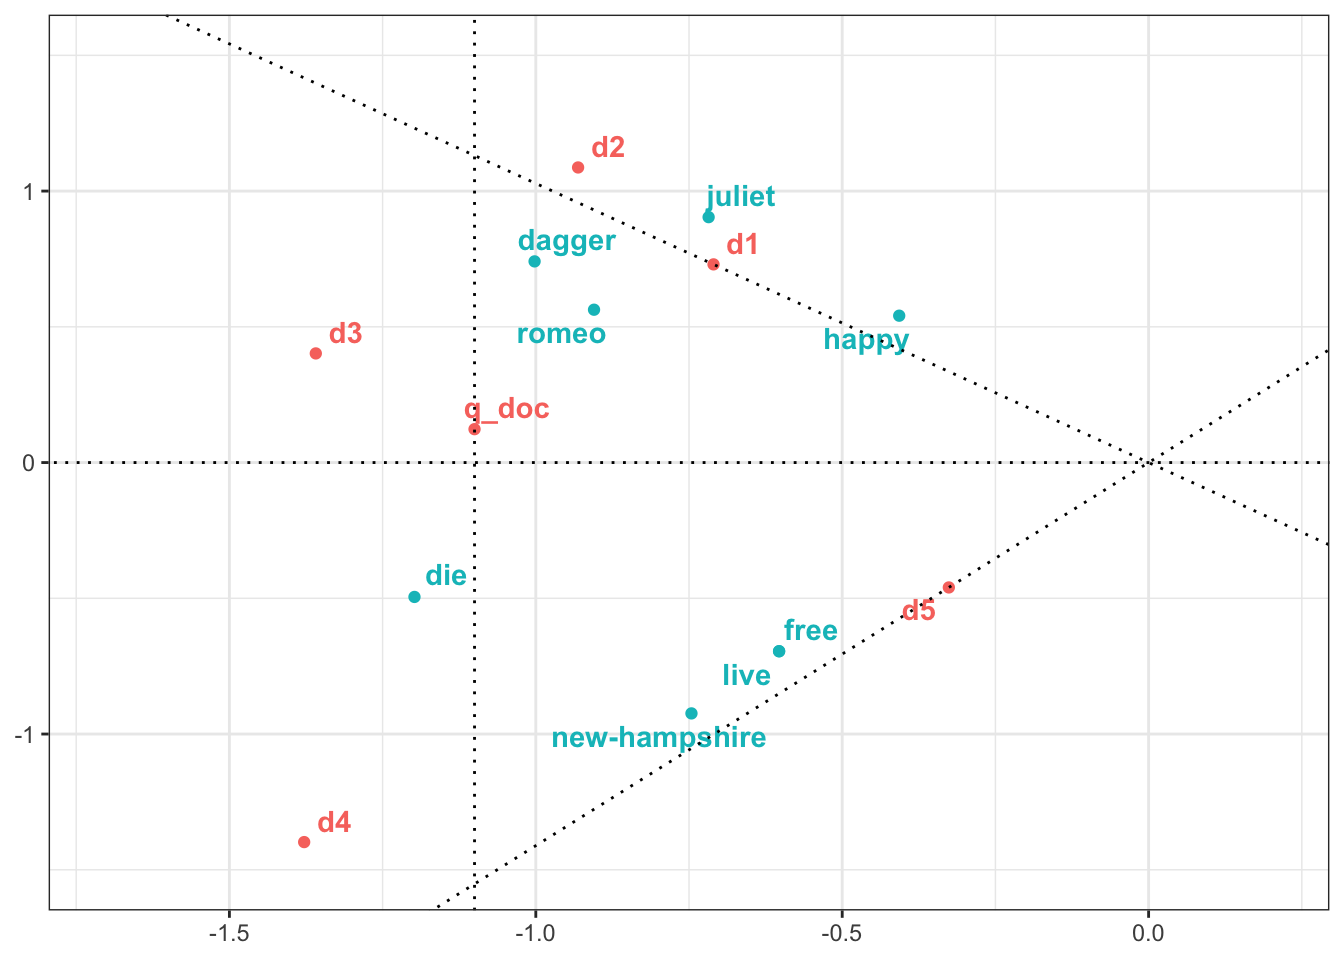 d2
juliet
1
dagger
d1
romeo
d3
happy
q_doc
0
die
d5
free
live
new-hampshire
-1
d4
-1.5
-1.0
-0.5
0.0